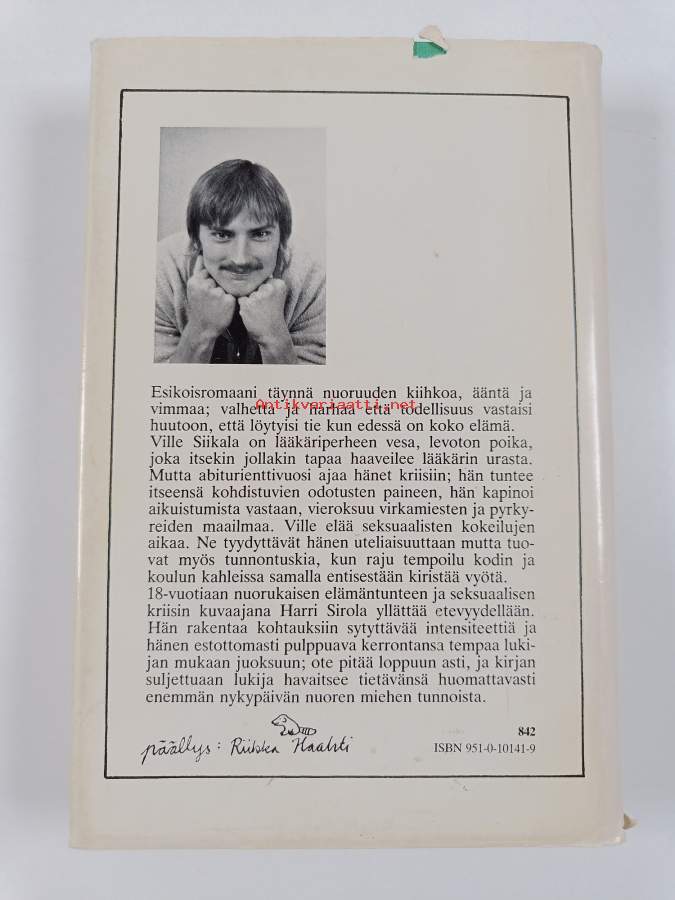 Esikoisromaani täynnä nuoruuden kiihkoa, ääntä ja
vimmaa; valhetta ja harhaa että todellisuus vastaisi
Antikvariaatti.net
huutoon, että löytyisi tie kun edessä on koko elämä.
Ville Siikala on lääkäriperheen vesa, levoton poika,
joka itsekin jollakin tapaa haaveilee lääkärin urasta.
Mutta abiturienttivuosi ajaa hänet kriisiin; hän tuntee
itseensä kohdistuvien odotusten paineen, hän kapinoi
aikuistumista vastaan, vieroksuu virkamiesten ja pyrky-
reiden maailmaa. Ville elää seksuaalisten kokeilujen
aikaa. Ne tyydyttävät hänen uteliaisuuttaan mutta tuo-
vat myös tunnontuskia, kun raju tempoilu kodin ja
koulun kahleissa samalla entisestään kiristää vyötä.
18-vuotiaan nuorukaisen elämäntunteen ja seksuaalisen
kriisin kuvaajana Harri Sirola yllättää etevyydellään.
Hän rakentaa kohtauksiin sytyttävää intensiteettiä ja
hänen estottomasti pulppuava kerrontansa tempaa luki-
jan mukaan juoksuun; ote pitää loppuun asti, ja kirjan
suljettuaan lukija havaitsee tietävänsä huomattavasti
enemmän nykypäivän nuoren miehen tunnoista.
päällys: Riikka Haahti
842
ISBN 951-0-10141-9